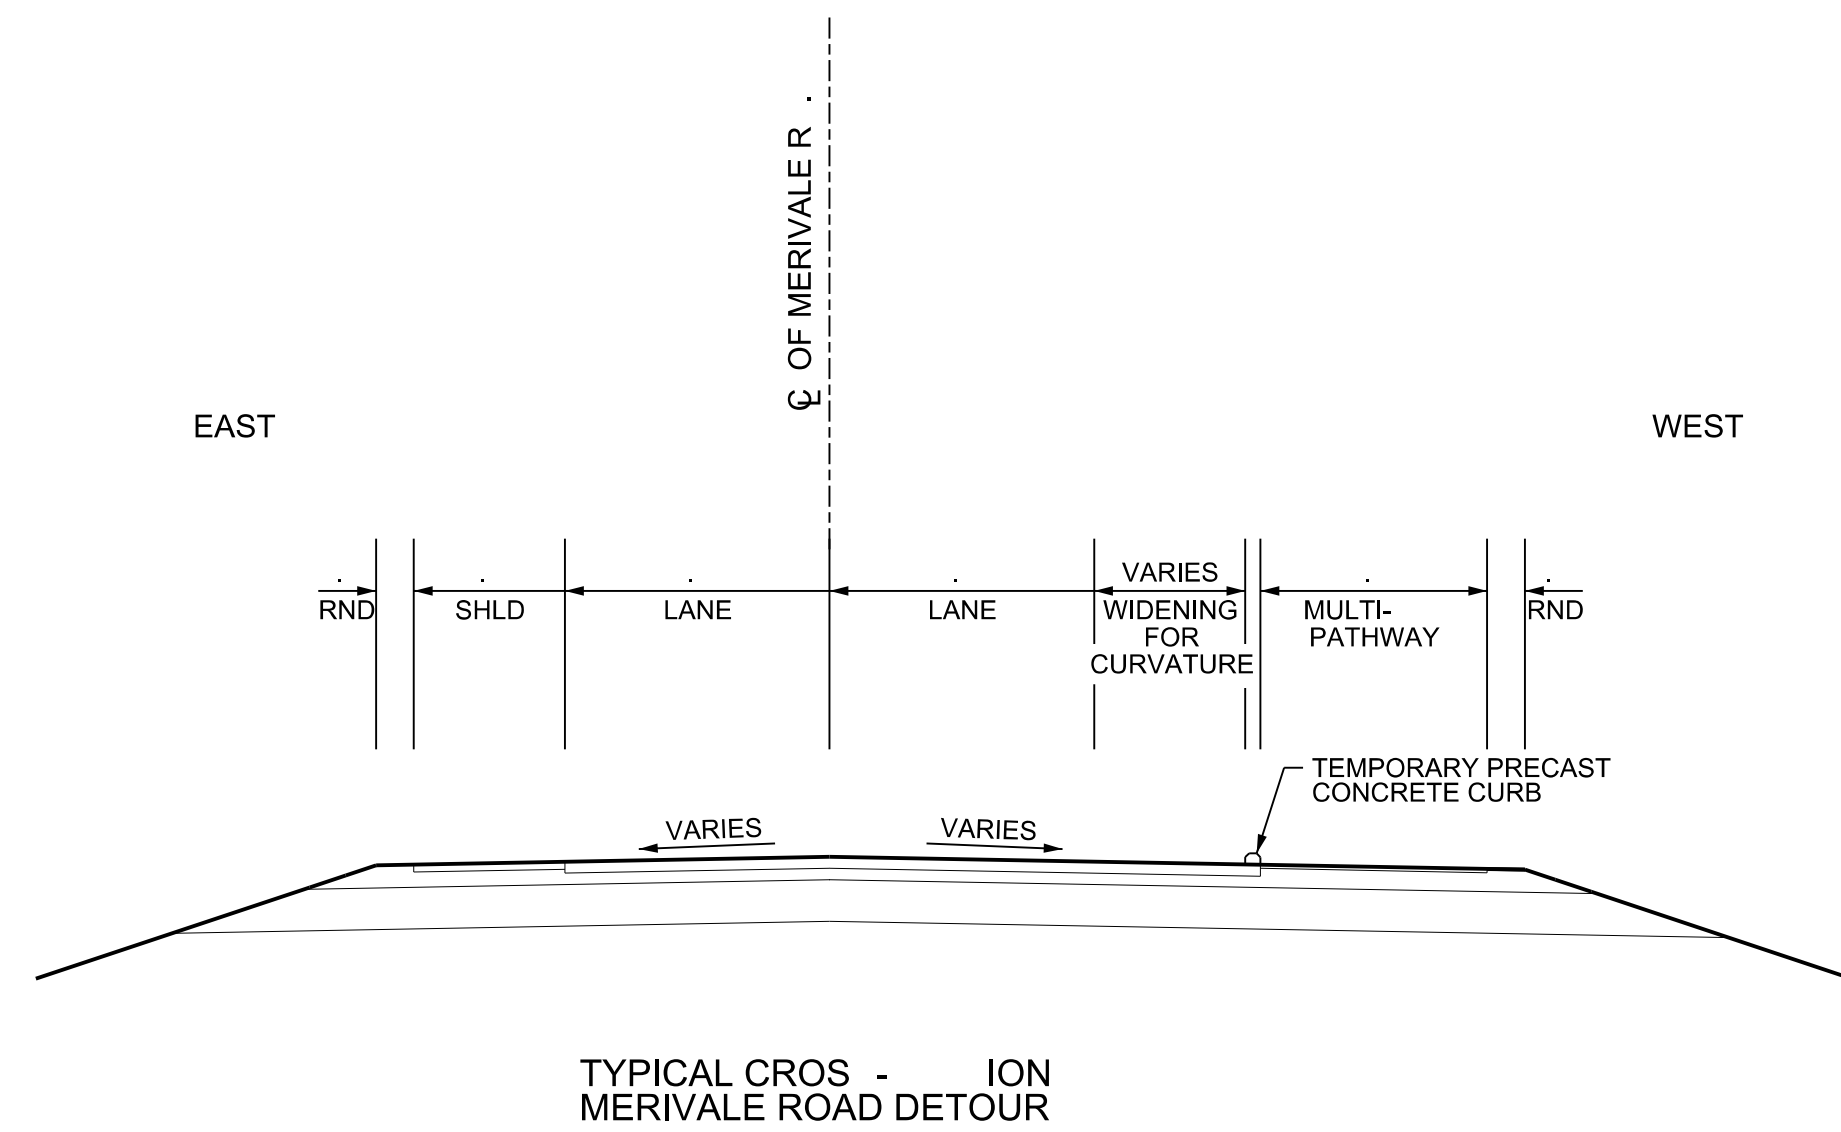 ℄ OF MERIVALE R .
EAST
WEST
RND
SHLD
LANE
LANE
VARIES
WIDENING
FOR
CURVATURE
MULTI-
PATHWAY
RND
TEMPORARY PRECAST
CONCRETE CURB
VARIES
VARIES
TYPICAL CROS - ION
MERIVALE ROAD DETOUR